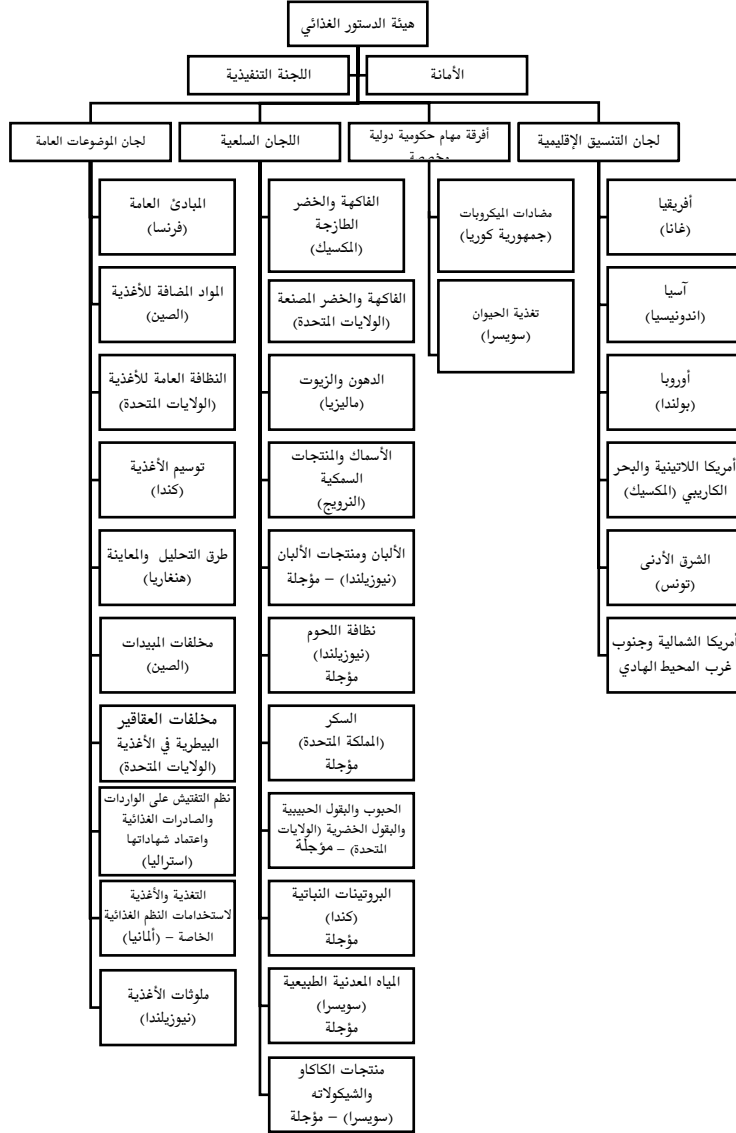 هيئة الدستور الغذائي
الأمانة
اللجنة التنفيذية
لجان التنسيق الإقليمية
أفرقة مهام حكومية دولية
اللجان السلعية
لجان الموضوعات العامة
أفريقيا
(غانا)
آسيا
(اندونيسيا)
أوروبا
(بولندا)
أمريكا اللاتينية والبحر
الكاريبي (المكسيك)
الشرق الأدنى
(تونس)
أمريكا الشمالية وجنوب
غرب المحيط الهادي
مضادات الميكروبات
(جمهورية كوريا)
تغذية الحيوان
(سويسرا)
الفاكهة والخضر
الطازجة
(المكسيك)
الفاكهة والخضر المصنعة
(الولايات المتحدة)
الدهون والزيوت
(ماليزيا)
الأسماك والمنتجات
السمكية
(النرويج)
الألبان ومنتجات الألبان
(نيوزيلندا) – مؤجلة
نظافة اللحوم
(نيوزيلندا)
مؤجلة
السكر
(المملكة المتحدة)
مؤجلة
الحبوب والبقول الحبيبية
والبقول الخضرية (الولايات
المتحدة) – مؤجلة
البروتينات النباتية
(كندا)
مؤجلة
المياه المعدنية الطبيعية
(سويسرا)
مؤجلة
منتجات الكاكاو
والشيكولاته
(سويسرا) – مؤجلة
المبادئ العامة
(فرنسا)
المواد المضافة للأغذية
(الصين)
النظافة العامة للأغذية
(الولايات المتحدة)
توسيم الأغذية
(كندا)
طرق التحليل والمعاينة
(هنغاريا)
مخلفات المبيدات
(الصين)
مخلفات العقاقير
البيطرية في الأغذية
(الولايات المتحدة)
نظم التفتيش على الواردات
والصادرات الغذائية
واعتماد شهاداتها
(استراليا)
التغذية والأغذية
لاستخدامات النظم الغذائية
الخاصة – (ألمانيا)
ملوثات الأغذية
(نيوزيلندا)